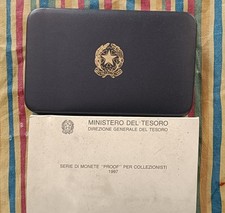 MINISTERO DEL TESORO
DIREZIONE GENERALE DEL TESORO
SERIE DI MONETE "PROOF" PER COLLEZIONISTI
1997